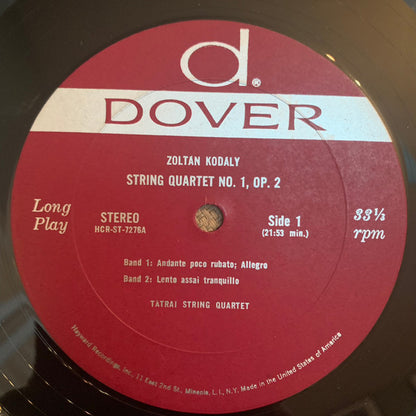 d.®
DOVER
ZOLTAN KODALY
STRING QUARTET NO. 1, OP. 2
Long Play
STEREO
HCR-ST-7276A
Side 1
(21:53 min.)
33⅓ rpm
Band 1: Andante poco rubato; Allegro
Band 2: Lento assai tranquillo
TATRAI STRING QUARTET
Hayward Recordings, Inc., 11 East 2nd St., Mineola, L.I., N.Y. Made in the United States of America